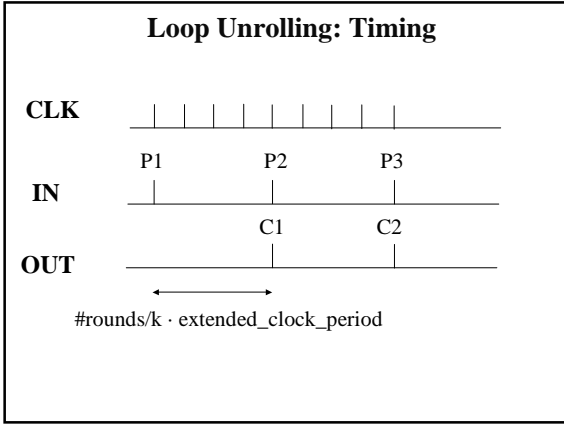 Loop Unrolling: Timing
CLK
P1 P2 P3
IN
C1 C2
OUT
#rounds/k · extended_clock_period